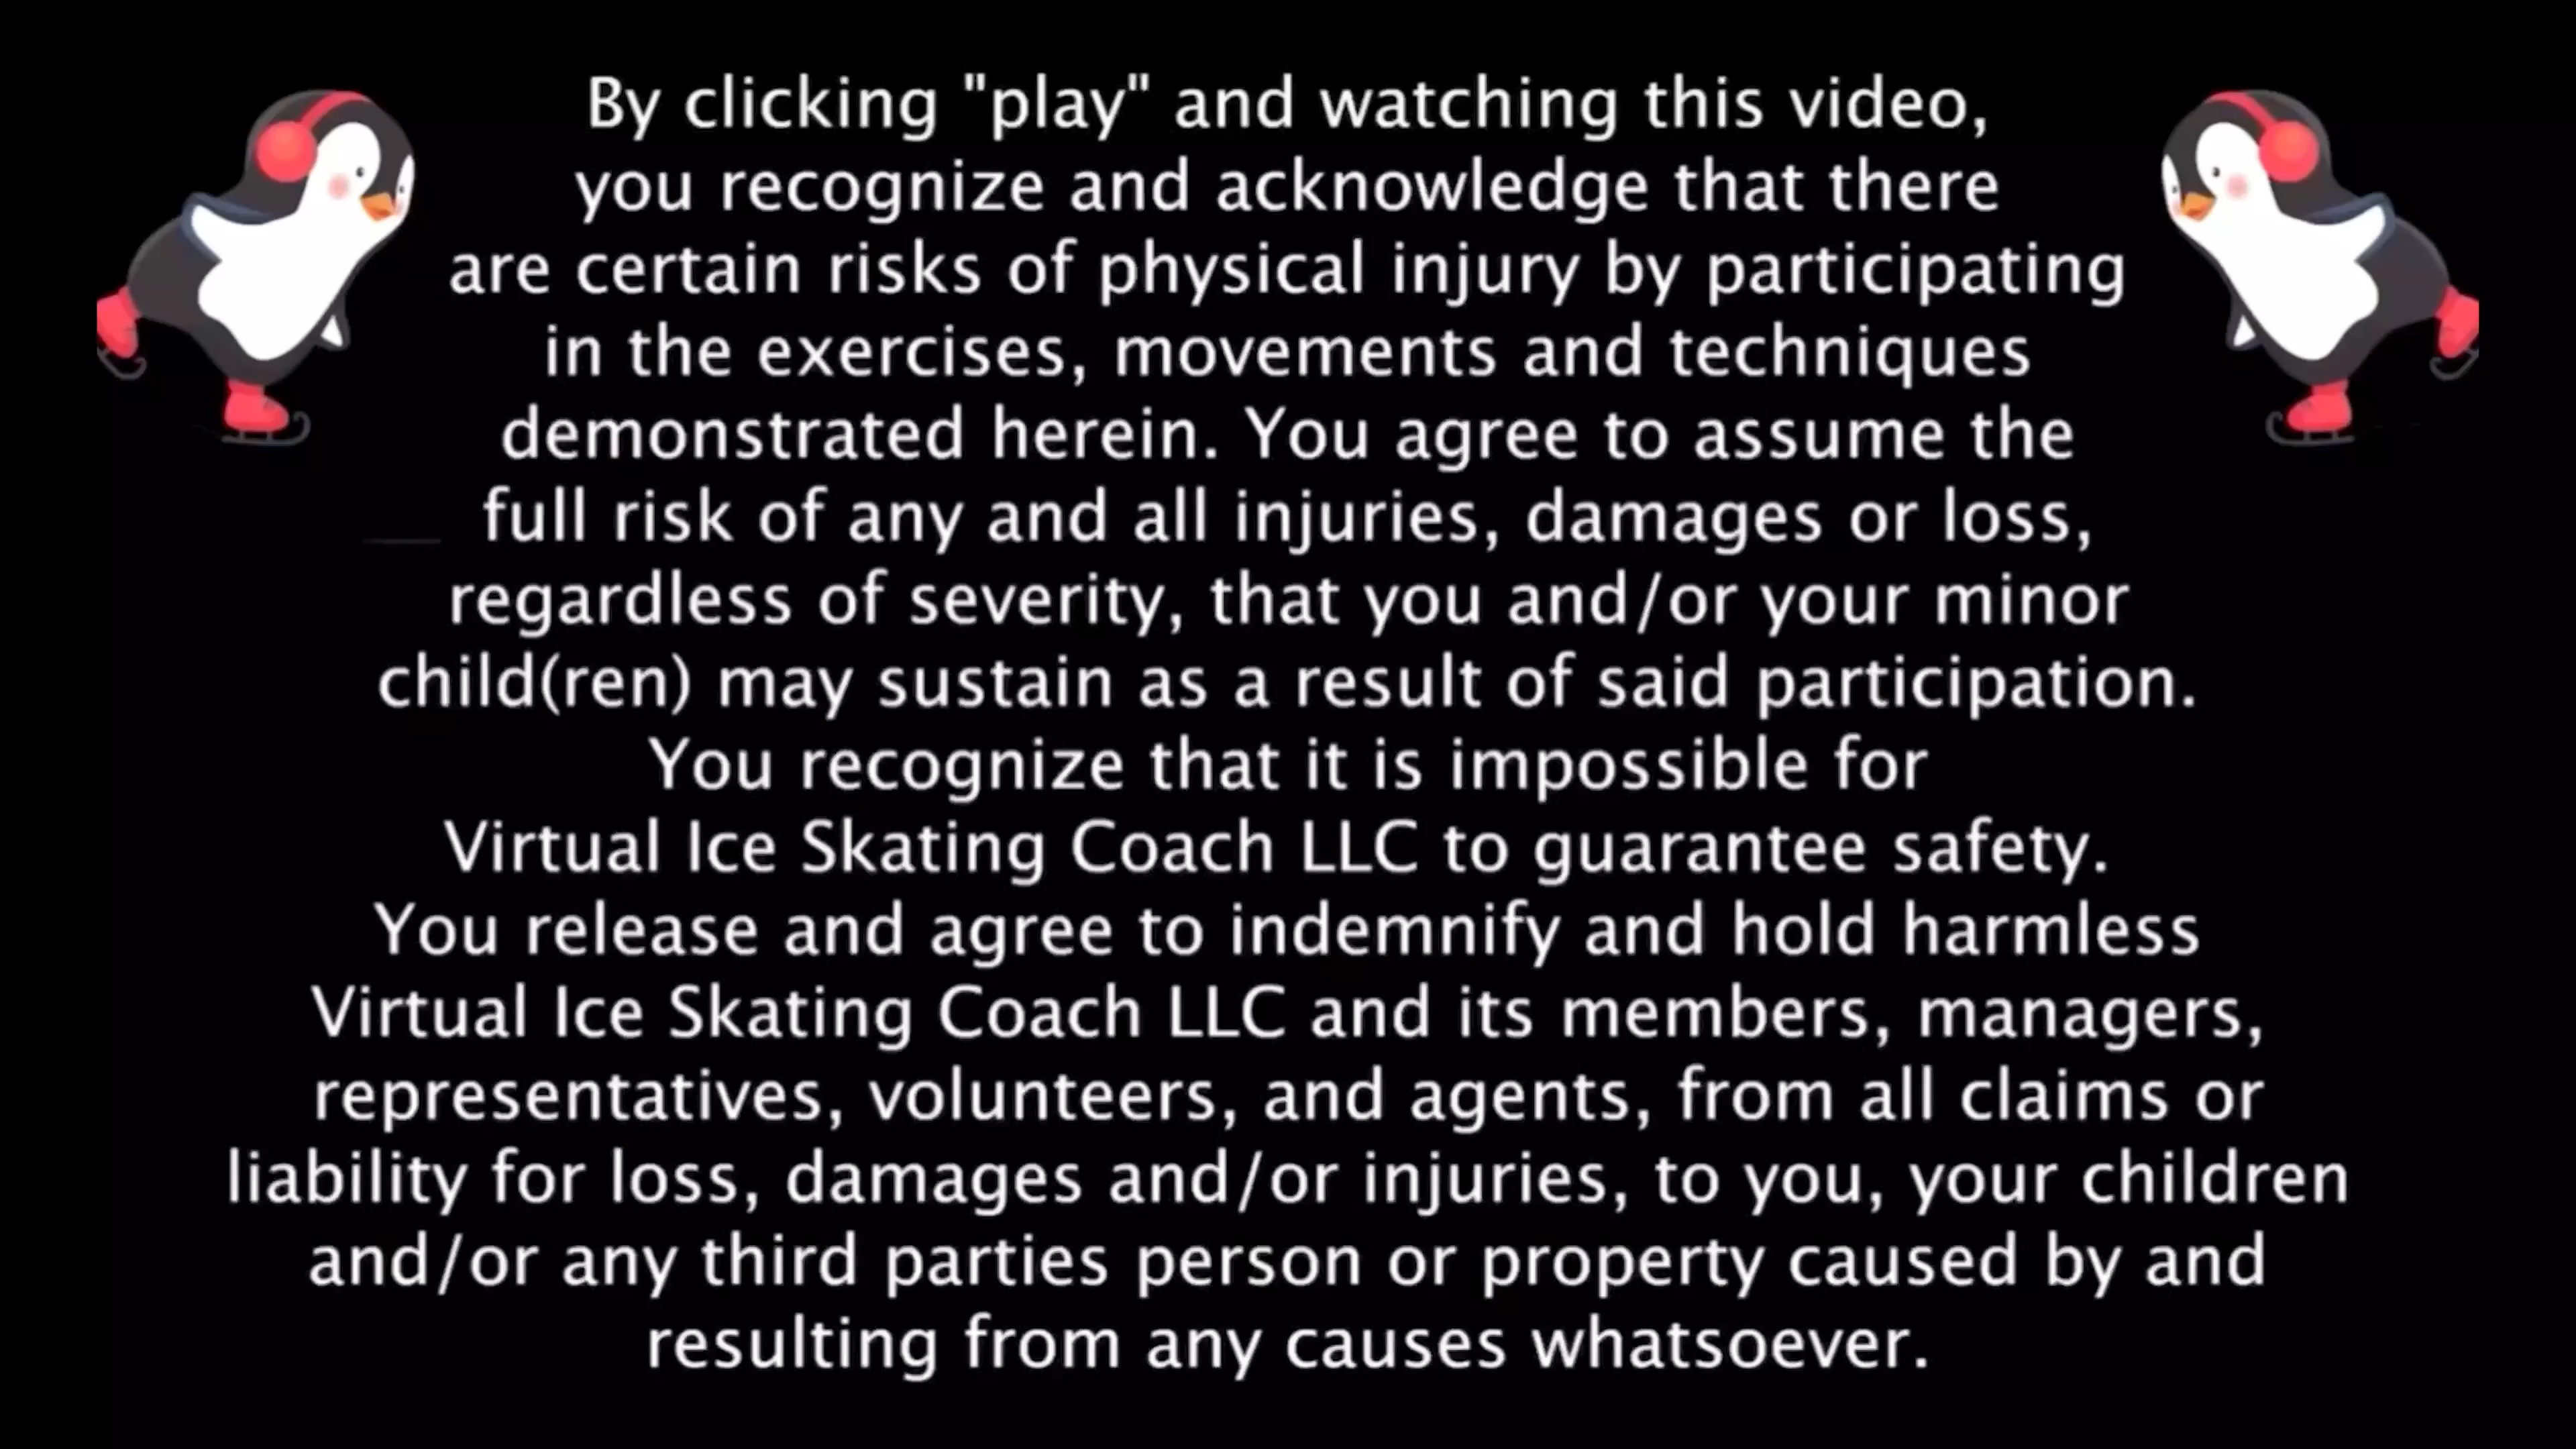 By clicking "play" and watching this video,
you recognize and acknowledge that there
are certain risks of physical injury by participating
in the exercises, movements and techniques
demonstrated herein. You agree to assume the
full risk of any and all injuries, damages or loss,
regardless of severity, that you and/or your minor
child(ren) may sustain as a result of said participation.
You recognize that it is impossible for
Virtual Ice Skating Coach LLC to guarantee safety.
You release and agree to indemnify and hold harmless
Virtual Ice Skating Coach LLC and its members, managers,
representatives, volunteers, and agents, from all claims or
liability for loss, damages and/or injuries, to you, your children
and/or any third parties person or property caused by and
resulting from any causes whatsoever.